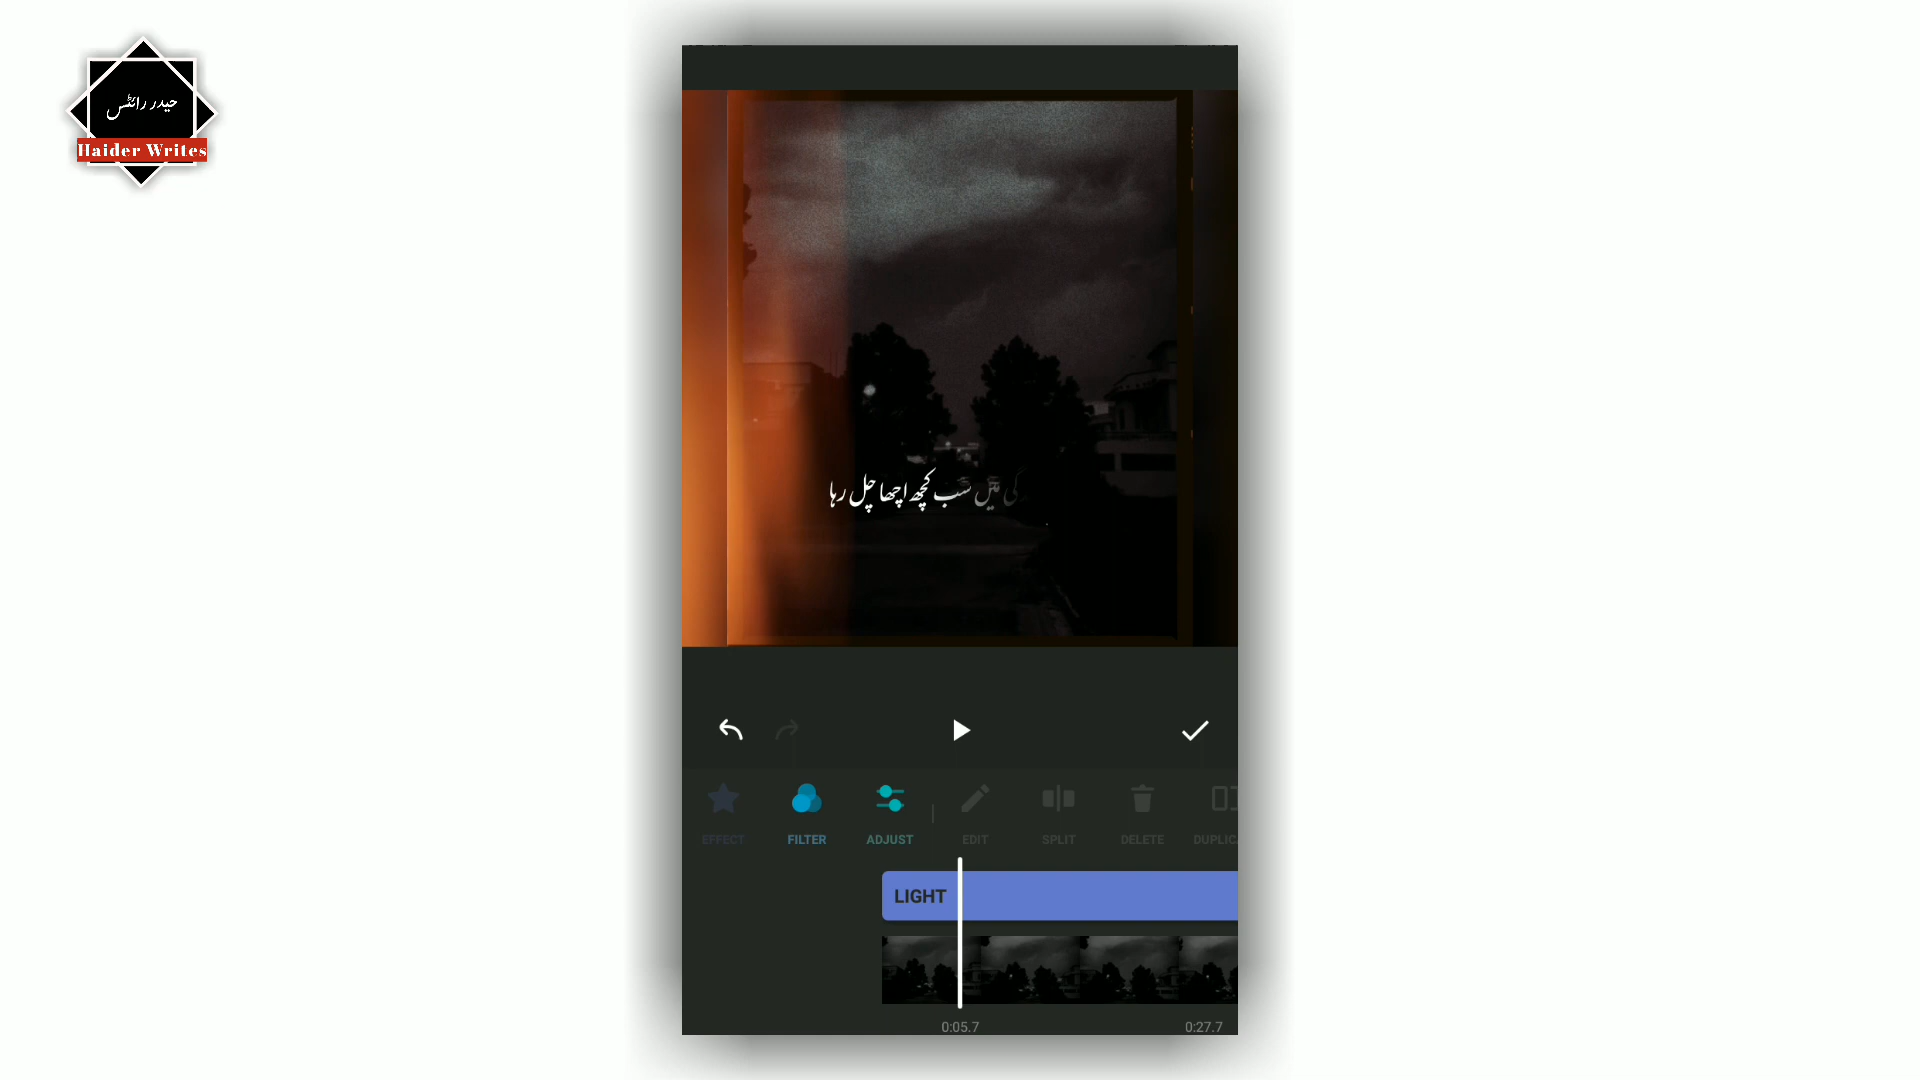 حیدر رائٹس
Haider Writes
میں سب کچھ اچھا چل رہا
EFFECT
FILTER
ADJUST
EDIT
SPLIT
DELETE
DUPLIC
LIGHT
0:05.7
0:27.7